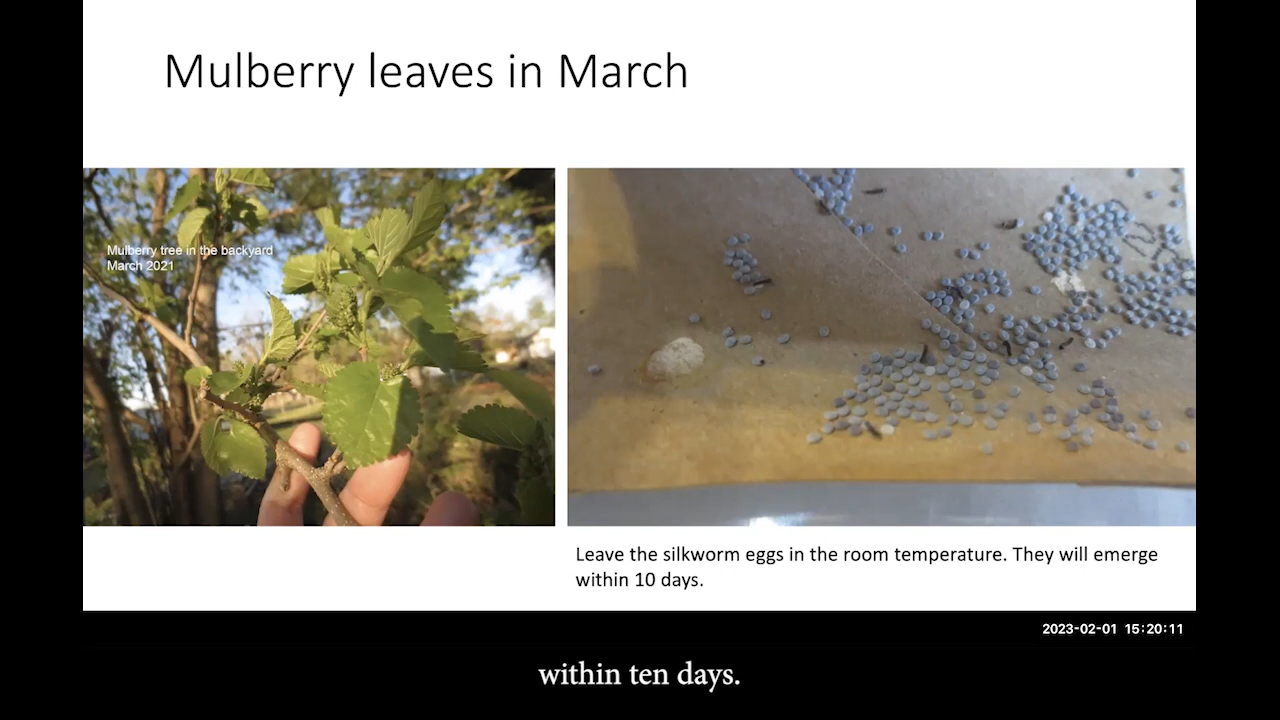 Mulberry leaves in March
Mulberry tree in the backyard
March 2021
Leave the silkworm eggs in the room temperature. They will emerge
within 10 days.
2023-02-01 15:20:11
within ten days.